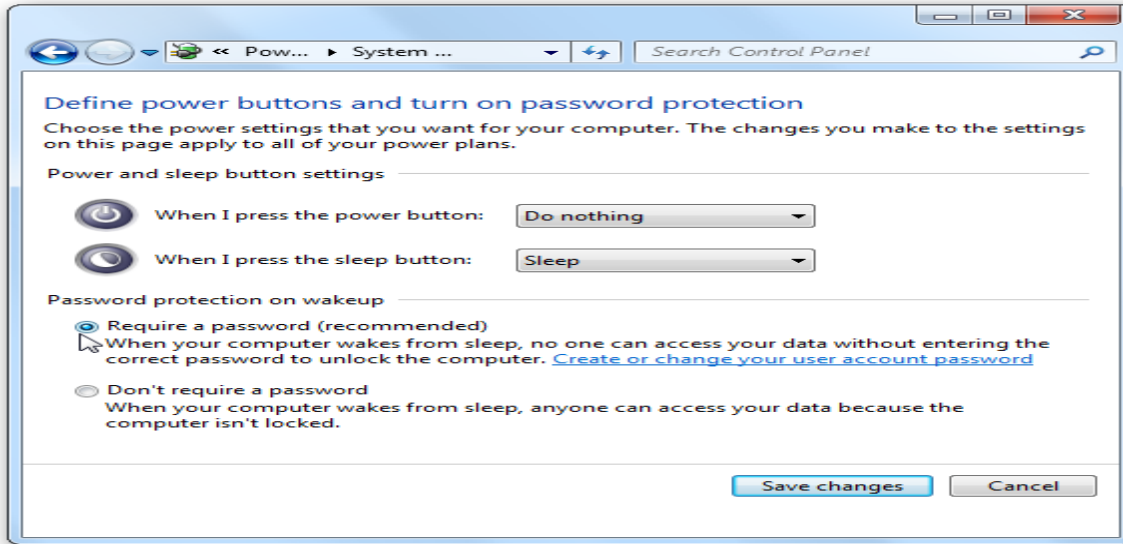 « Pow... ▸ System ... Search Control Panel
Define power buttons and turn on password protection
Choose the power settings that you want for your computer. The changes you make to the settings
on this page apply to all of your power plans.
Power and sleep button settings
When I press the power button: Do nothing
When I press the sleep button: Sleep
Password protection on wakeup
Require a password (recommended)
When your computer wakes from sleep, no one can access your data without entering the
correct password to unlock the computer. Create or change your user account password
Don't require a password
When your computer wakes from sleep, anyone can access your data because the
computer isn't locked.
Save changes Cancel